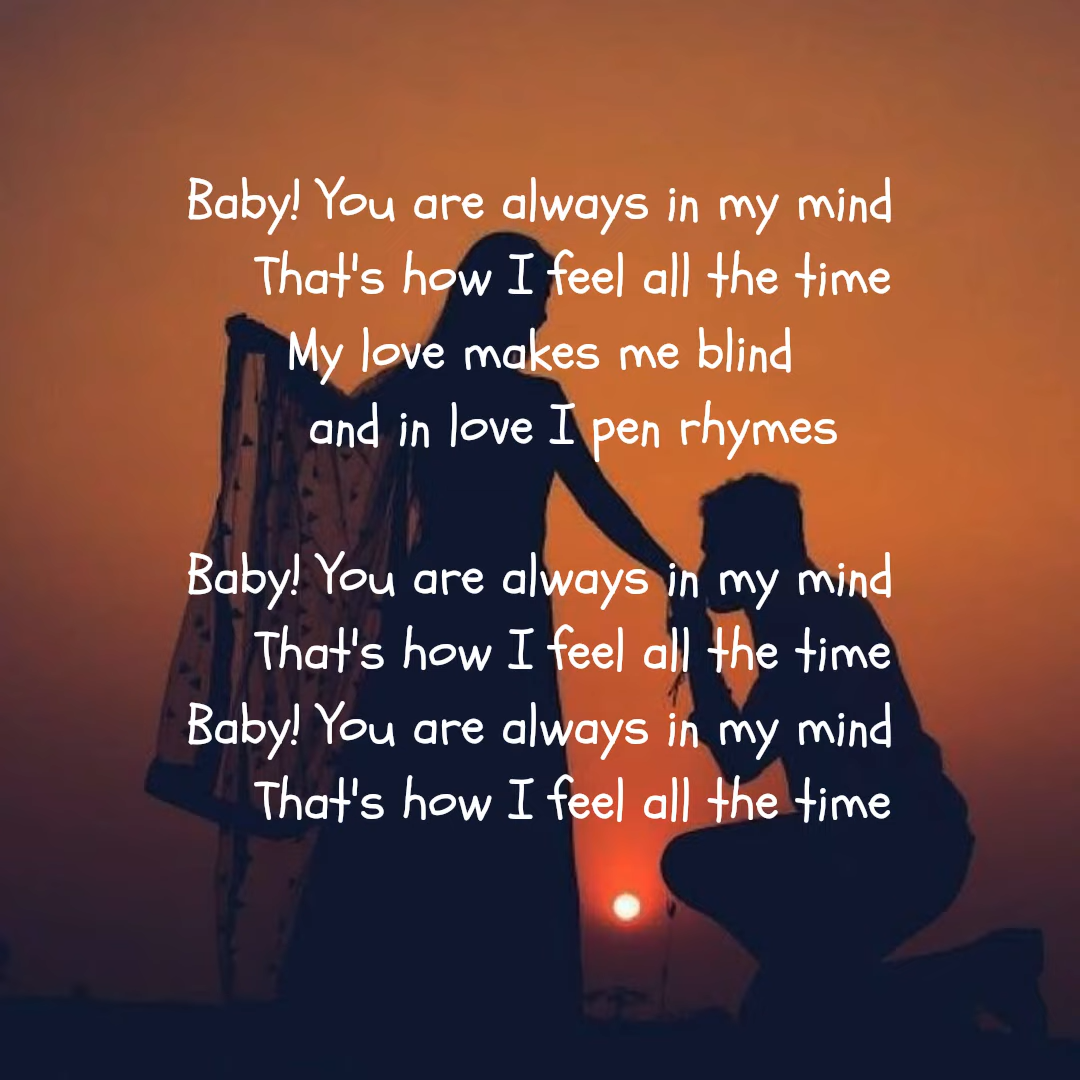 Baby! You are always in my mind
That's how I feel all the time
My love makes me blind
and in love I pen rhymes
Baby! You are always in my mind
That's how I feel all the time
Baby! You are always in my mind
That's how I feel all the time